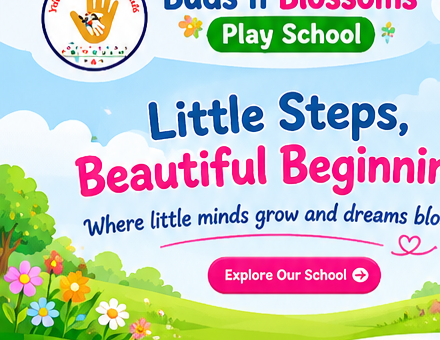 Buds n Blossoms
Play School
Little Steps,
Beautiful Beginnin
Where little minds grow and dreams blo
Explore Our School